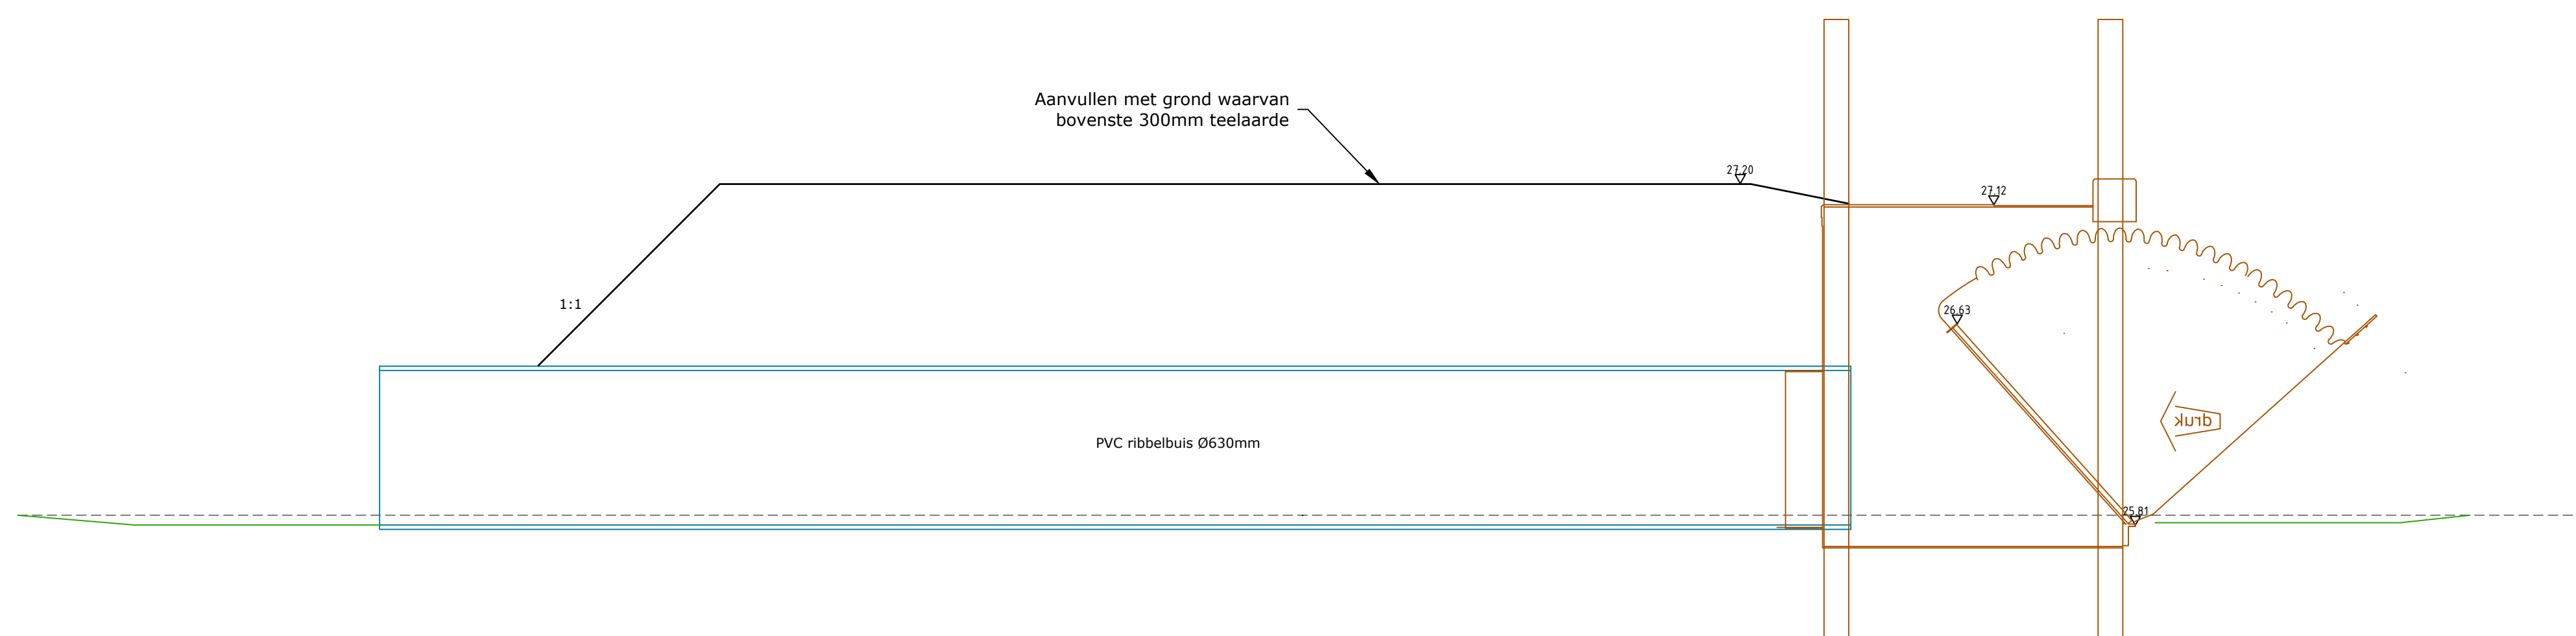 Aanvullen met grond waarvan
bovenste 300mm teelaarde
27.20
27.12
1:1
26.63
druk
PVC ribbelbuis Ø630mm
25.81